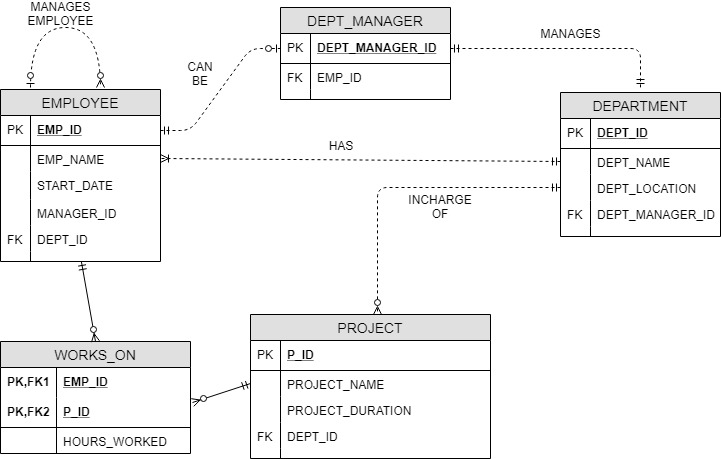 MANAGES
EMPLOYEE
DEPT_MANAGER
PK DEPT_MANAGER_ID
FK EMP_ID
MANAGES
CAN
BE
EMPLOYEE
PK EMP_ID
EMP_NAME
START_DATE
MANAGER_ID
FK DEPT_ID
HAS
DEPARTMENT
PK DEPT_ID
DEPT_NAME
DEPT_LOCATION
FK DEPT_MANAGER_ID
INCHARGE
OF
WORKS_ON
PK,FK1 EMP_ID
PK,FK2 P_ID
HOURS_WORKED
PROJECT
PK P_ID
PROJECT_NAME
PROJECT_DURATION
FK DEPT_ID